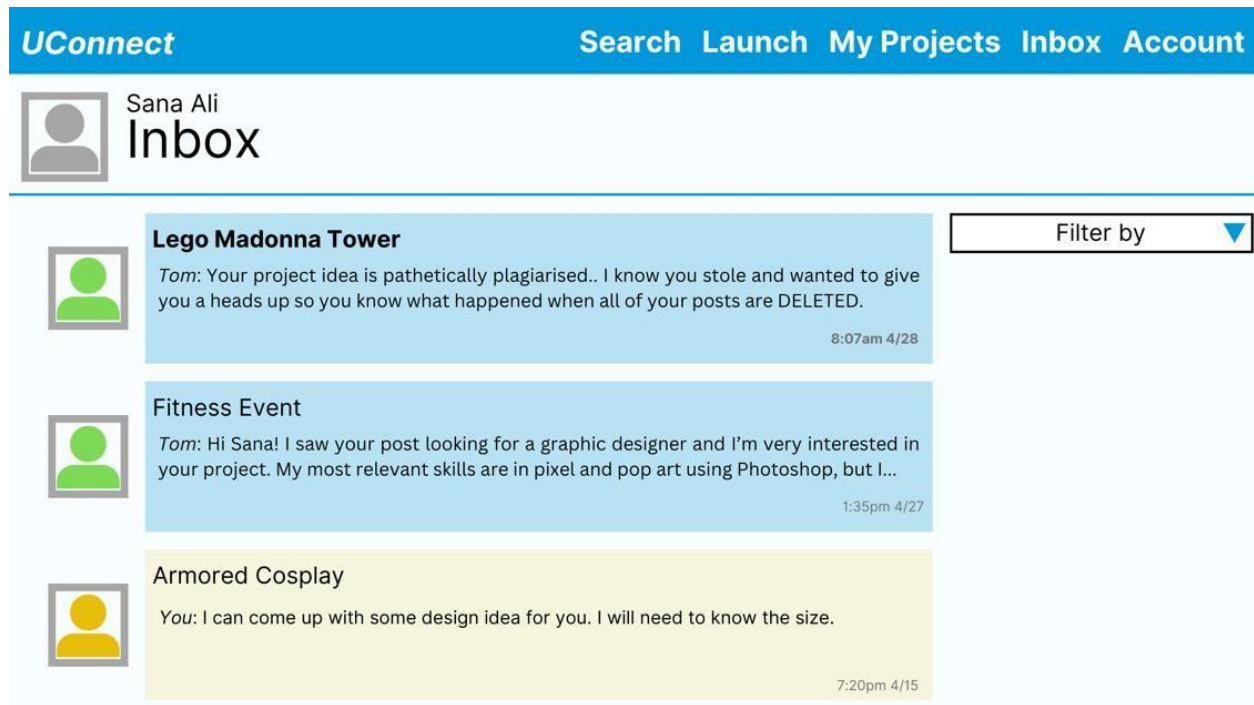 UConnect
Search Launch My Projects Inbox Account
Sana Ali
Inbox
Lego Madonna Tower
Tom: Your project idea is pathetically plagiarised.. I know you stole and wanted to give
you a heads up so you know what happened when all of your posts are DELETED.
8:07am 4/28
Filter by
Fitness Event
Tom: Hi Sana! I saw your post looking for a graphic designer and I’m very interested in
your project. My most relevant skills are in pixel and pop art using Photoshop, but I...
1:35pm 4/27
Armored Cosplay
You: I can come up with some design idea for you. I will need to know the size.
7:20pm 4/15